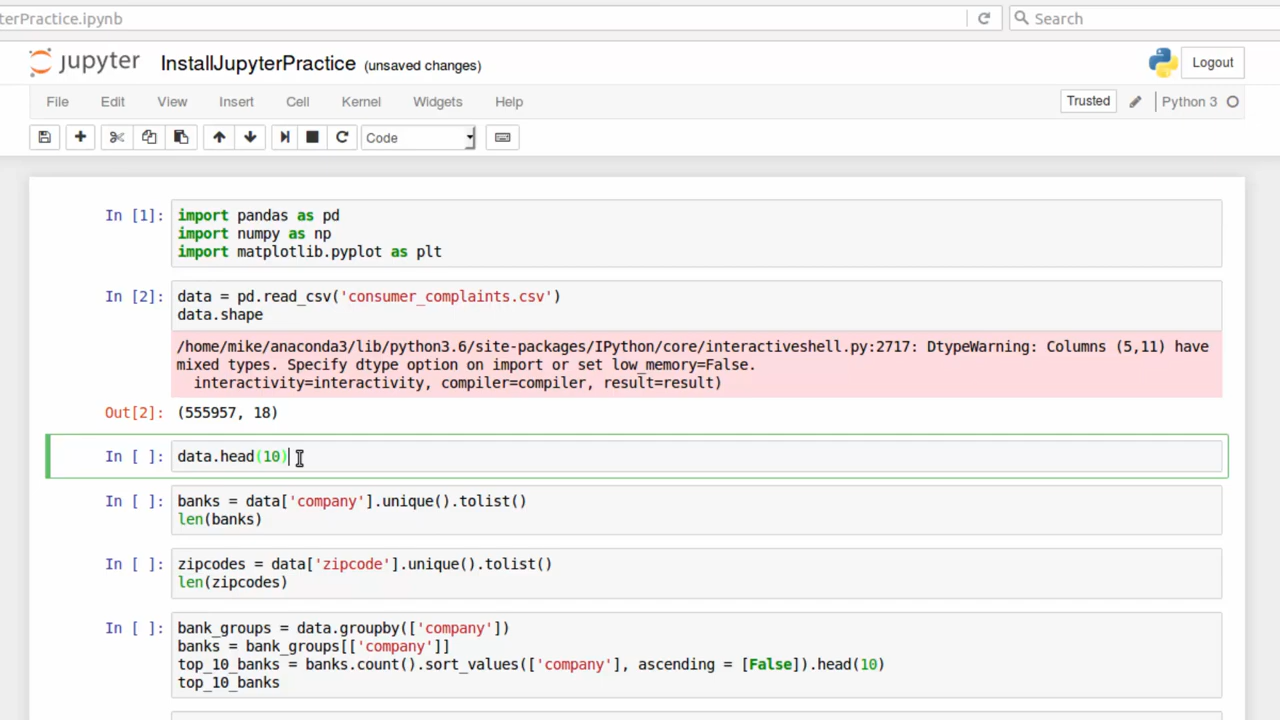 terPractice.ipynb
Search
jupyter InstallJupyterPractice (unsaved changes)
Logout
File Edit View Insert Cell Kernel Widgets Help
Trusted
Python 3
Code
In [1]: import pandas as pd
import numpy as np
import matplotlib.pyplot as plt
In [2]: data = pd.read_csv('consumer_complaints.csv')
data.shape
/home/mike/anaconda3/lib/python3.6/site-packages/IPython/core/interactiveshell.py:2717: DtypeWarning: Columns (5,11) have
mixed types. Specify dtype option on import or set low_memory=False.
interactivity=interactivity, compiler=compiler, result=result)
Out[2]: (555957, 18)
In [ ]: data.head(10)
In [ ]: banks = data['company'].unique().tolist()
len(banks)
In [ ]: zipcodes = data['zipcode'].unique().tolist()
len(zipcodes)
In [ ]: bank_groups = data.groupby(['company'])
banks = bank_groups[['company']]
top_10_banks = banks.count().sort_values(['company'], ascending = [False]).head(10)
top_10_banks